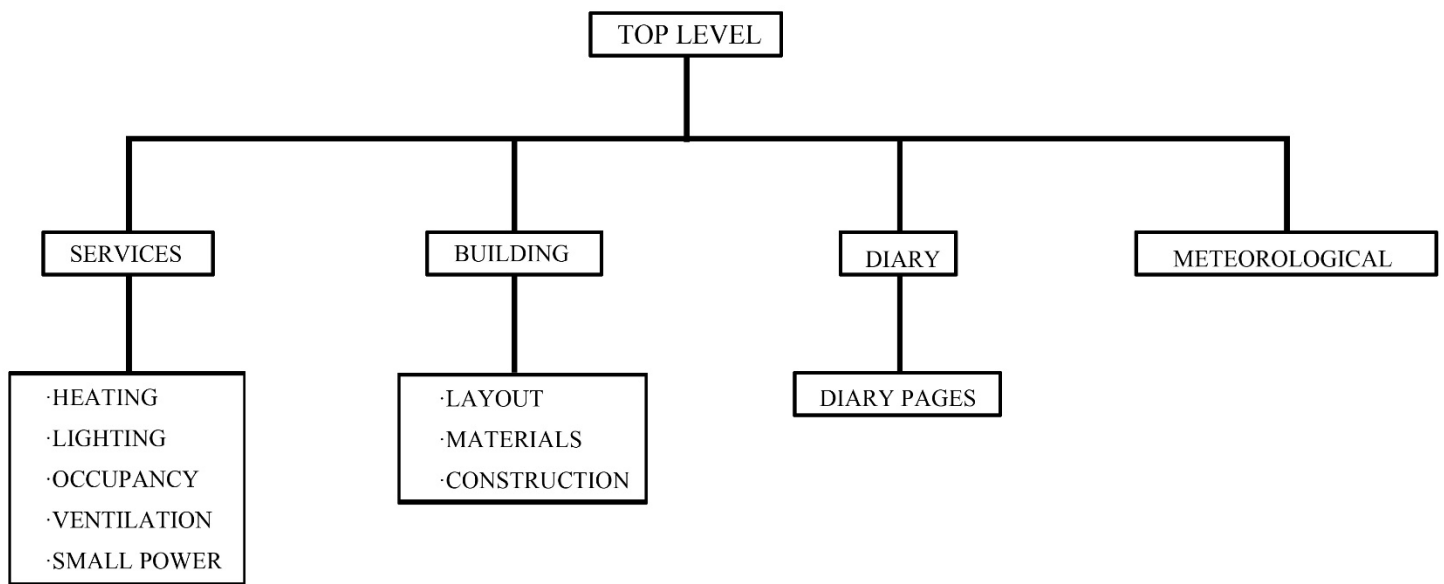 TOP LEVEL
SERVICES
BUILDING
DIARY
METEOROLOGICAL
·HEATING
·LIGHTING
·OCCUPANCY
·VENTILATION
·SMALL POWER
·LAYOUT
·MATERIALS
·CONSTRUCTION
DIARY PAGES